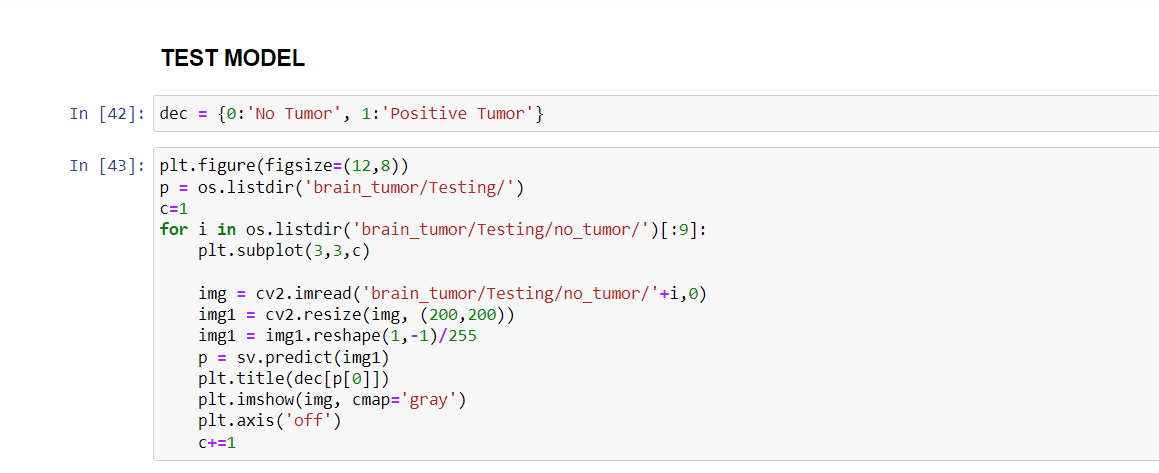 TEST MODEL
In [42]: dec = {0:'No Tumor', 1:'Positive Tumor'}
In [43]: plt.figure(figsize=(12,8))
p = os.listdir('brain_tumor/Testing/')
c=1
for i in os.listdir('brain_tumor/Testing/no_tumor/')[:9]:
    plt.subplot(3,3,c)

    img = cv2.imread('brain_tumor/Testing/no_tumor/'+i,0)
    img1 = cv2.resize(img, (200,200))
    img1 = img1.reshape(1,-1)/255
    p = sv.predict(img1)
    plt.title(dec[p[0]])
    plt.imshow(img, cmap='gray')
    plt.axis('off')
    c+=1